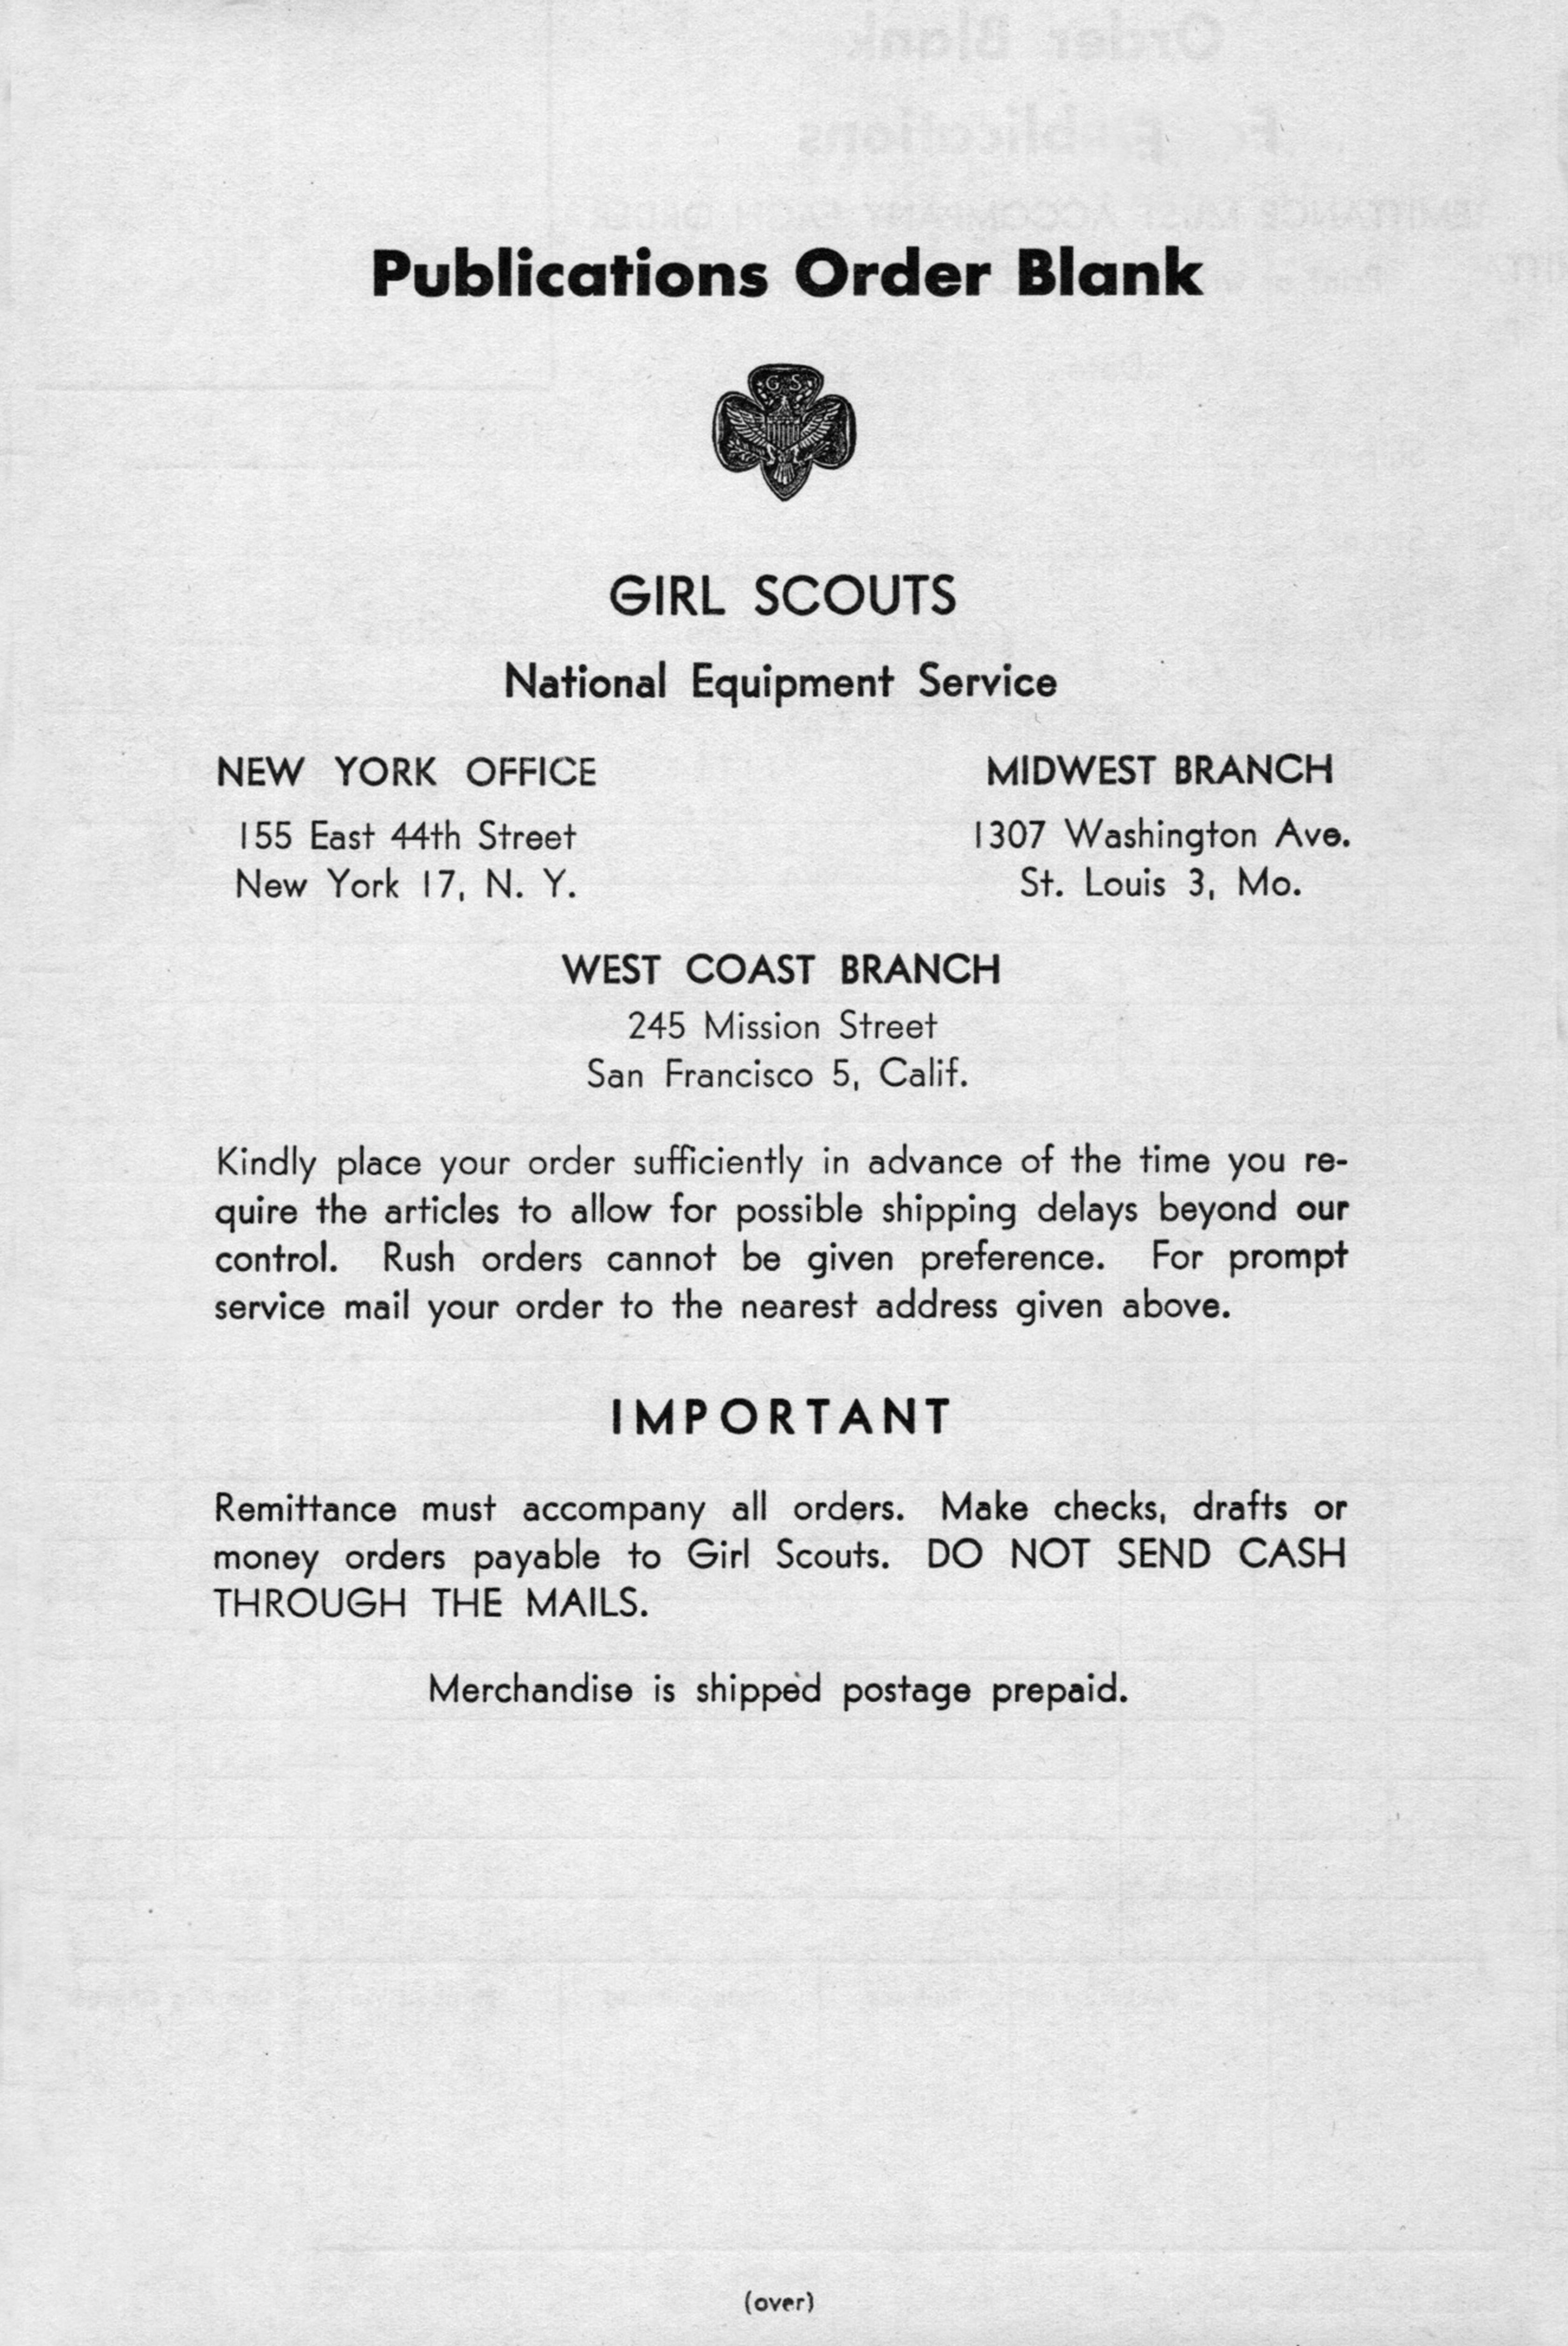 Publications Order Blank
G S
GIRL SCOUTS
National Equipment Service
NEW YORK OFFICE
155 East 44th Street
New York 17, N. Y.
MIDWEST BRANCH
1307 Washington Ave.
St. Louis 3, Mo.
WEST COAST BRANCH
245 Mission Street
San Francisco 5, Calif.
Kindly place your order sufficiently in advance of the time you re-
quire the articles to allow for possible shipping delays beyond our
control. Rush orders cannot be given preference. For prompt
service mail your order to the nearest address given above.
IMPORTANT
Remittance must accompany all orders. Make checks, drafts or
money orders payable to Girl Scouts. DO NOT SEND CASH
THROUGH THE MAILS.
Merchandise is shipped postage prepaid.
(over)